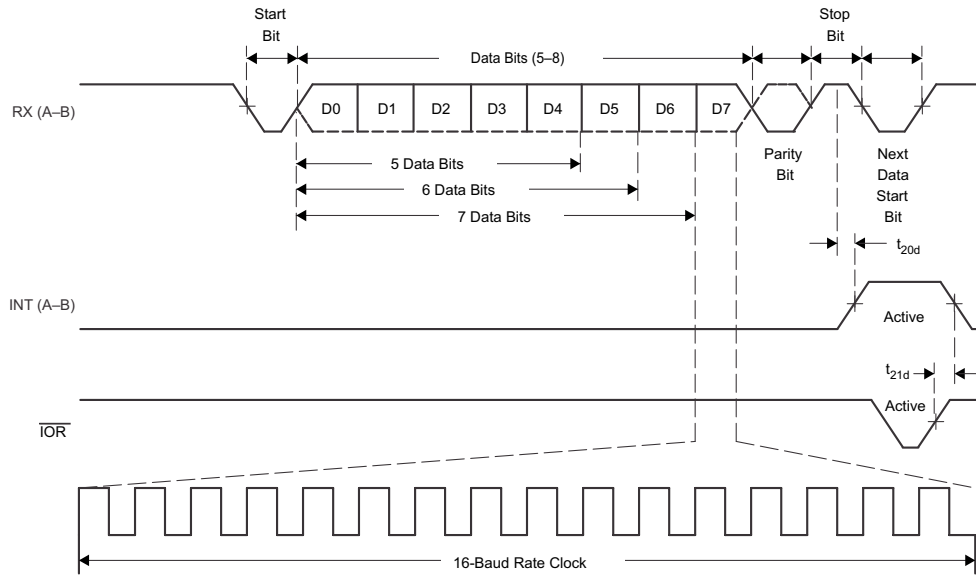 Start
Bit
Stop
Bit
Data Bits (5–8)
RX (A–B)
D0 D1 D2 D3 D4 D5 D6 D7
5 Data Bits
6 Data Bits
7 Data Bits
Parity
Bit
Next
Data
Start
Bit
t20d
INT (A–B)
Active
t21d
Active
IOR
16-Baud Rate Clock